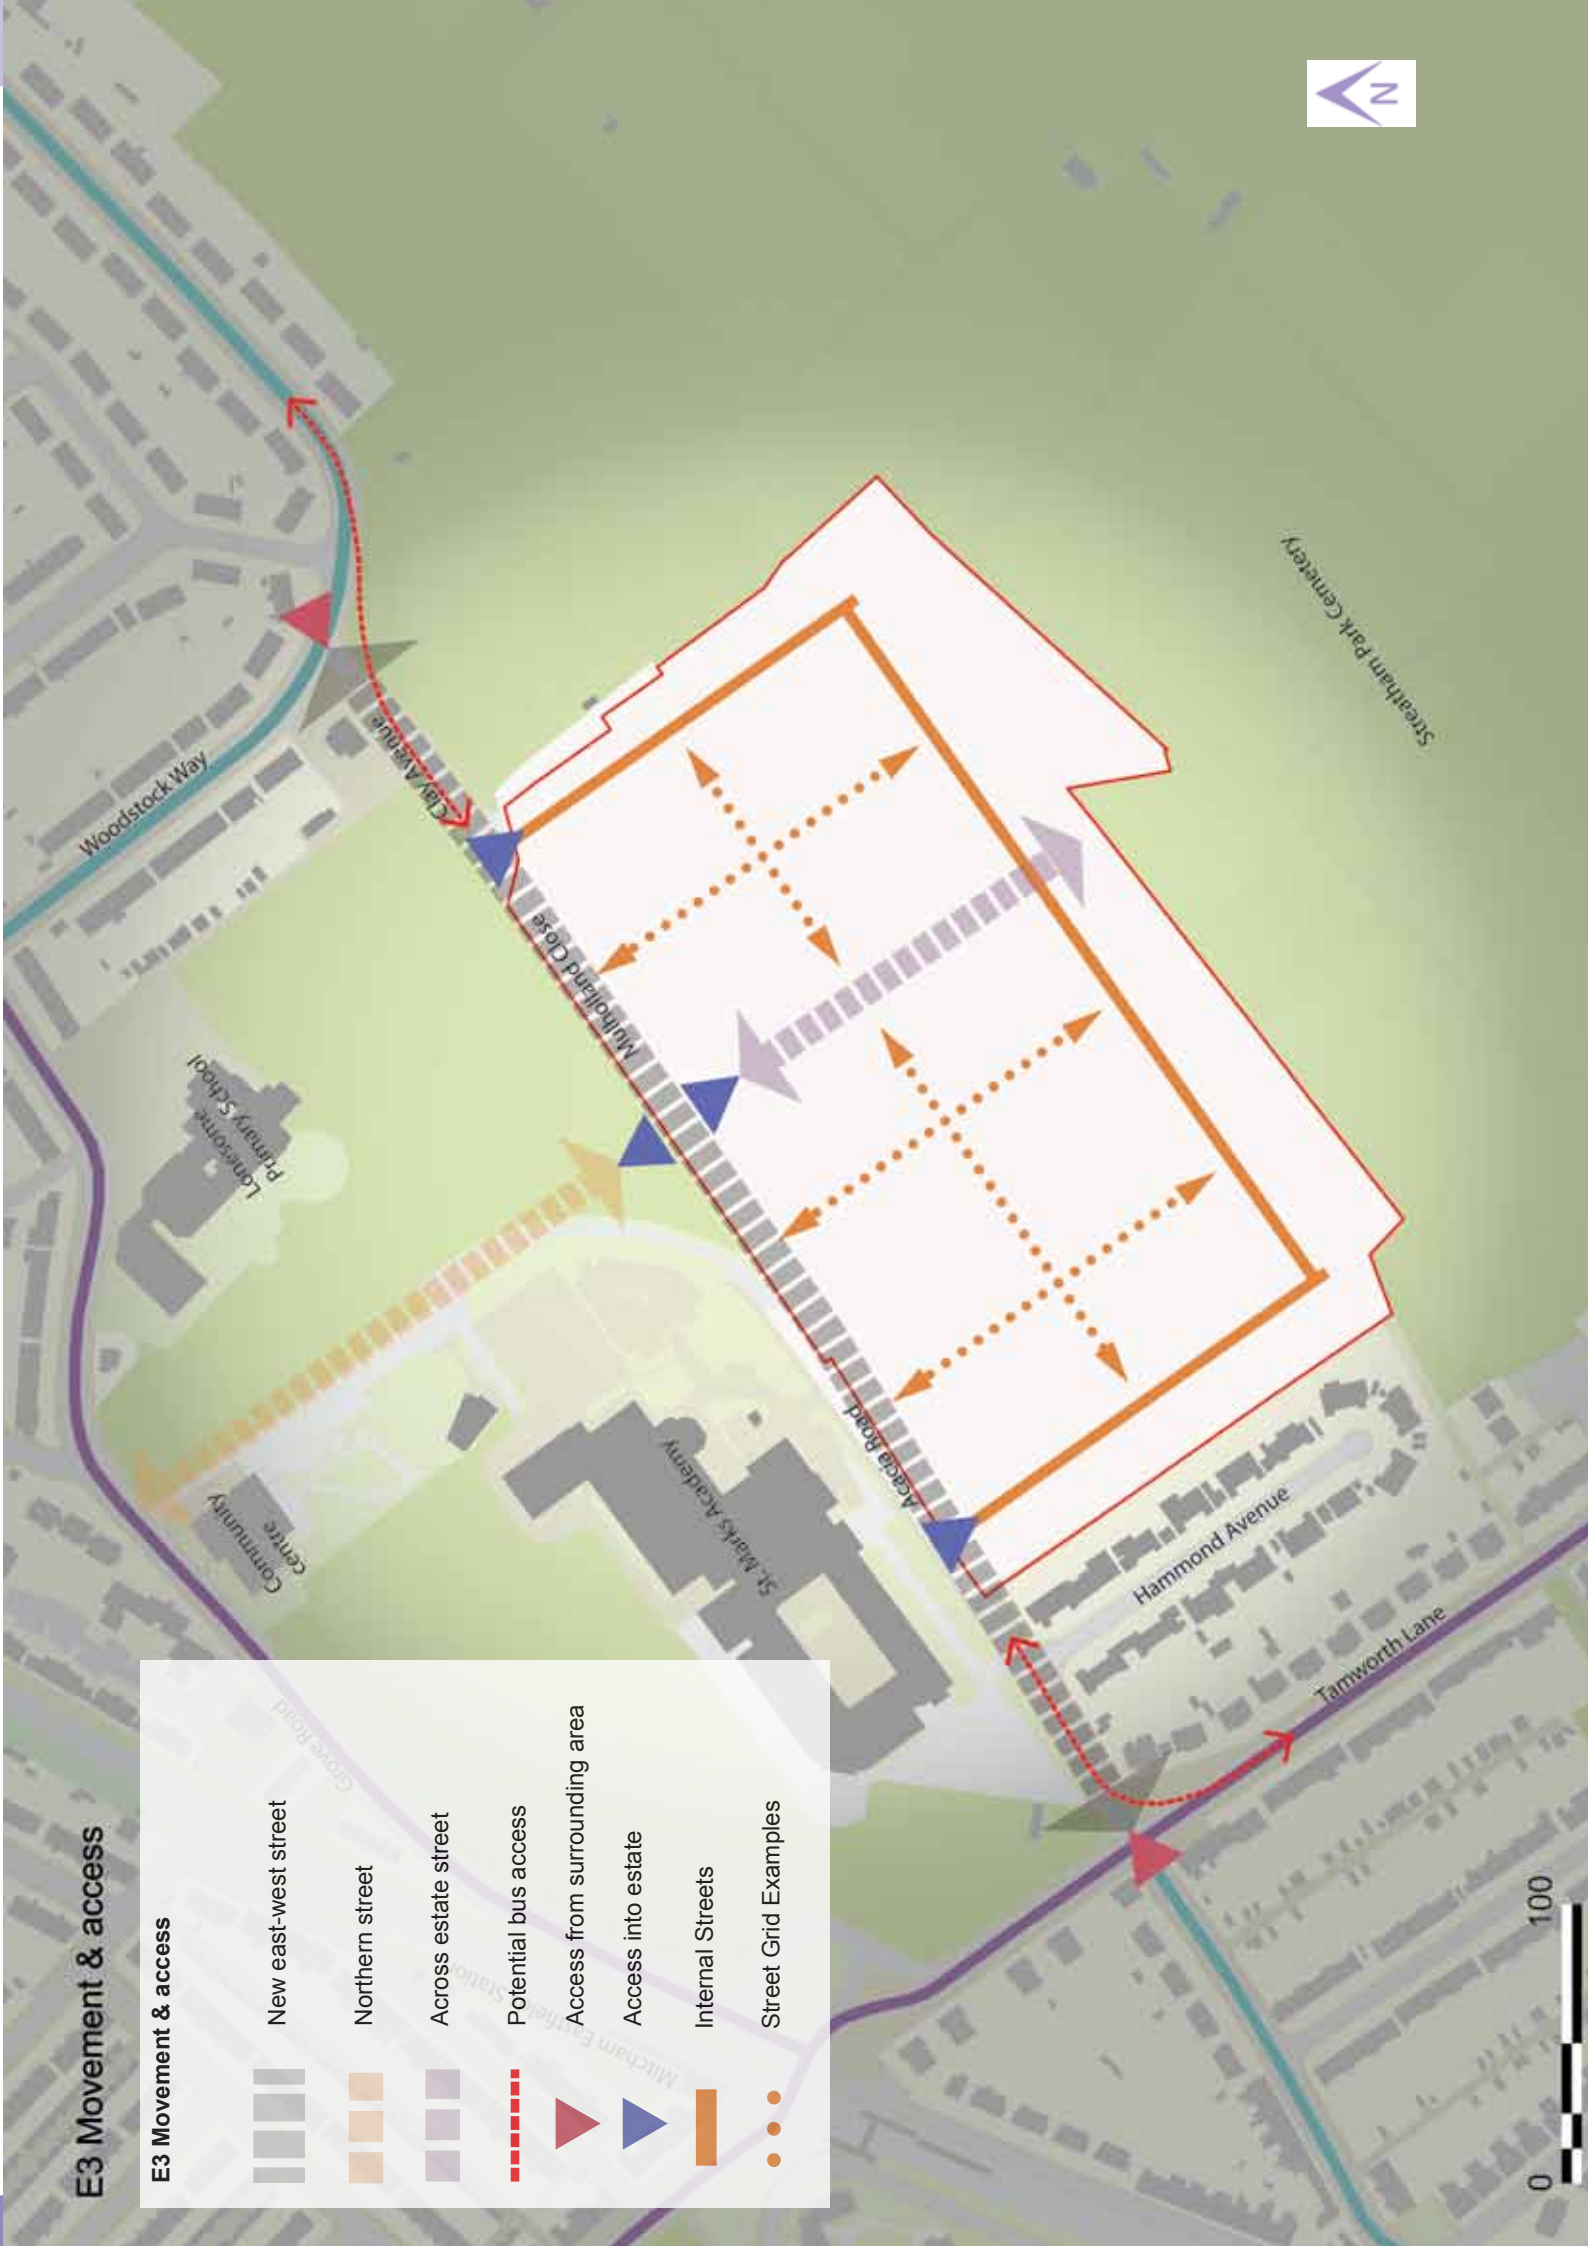 E3 Movement & access
E3 Movement & access
New east-west street
Northern street
Across estate street
Potential bus access
Access from surrounding area
Access into estate
Internal Streets
Street Grid Examples
Grove Road
Mitcham Eastfield Station
Community
centre
Lonesome
Primary School
Woodstock Way
Clay Avenue
Mulholland Close
St. Marks Academy
Acacia Road
Hammond Avenue
Tamworth Lane
Streatham Park Cemetery
N
0
100